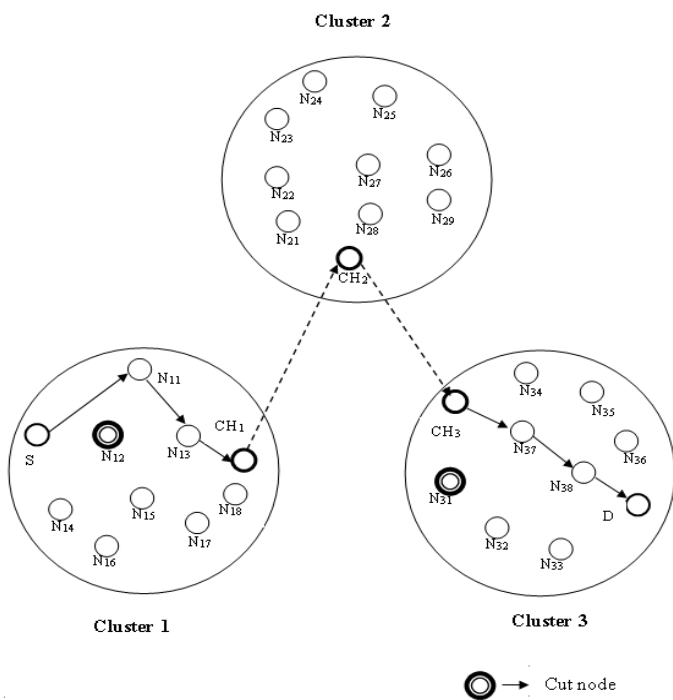 Cluster 2
N24
N25
N23
N27
N26
N22
N29
N21
N28
CH2
N11
CH1
S
N12
N13
N18
N15
N14
N17
N16
Cluster 1
N34
N35
CH3
N37
N36
N31
N38
D
N32
N33
Cluster 3
Cut node